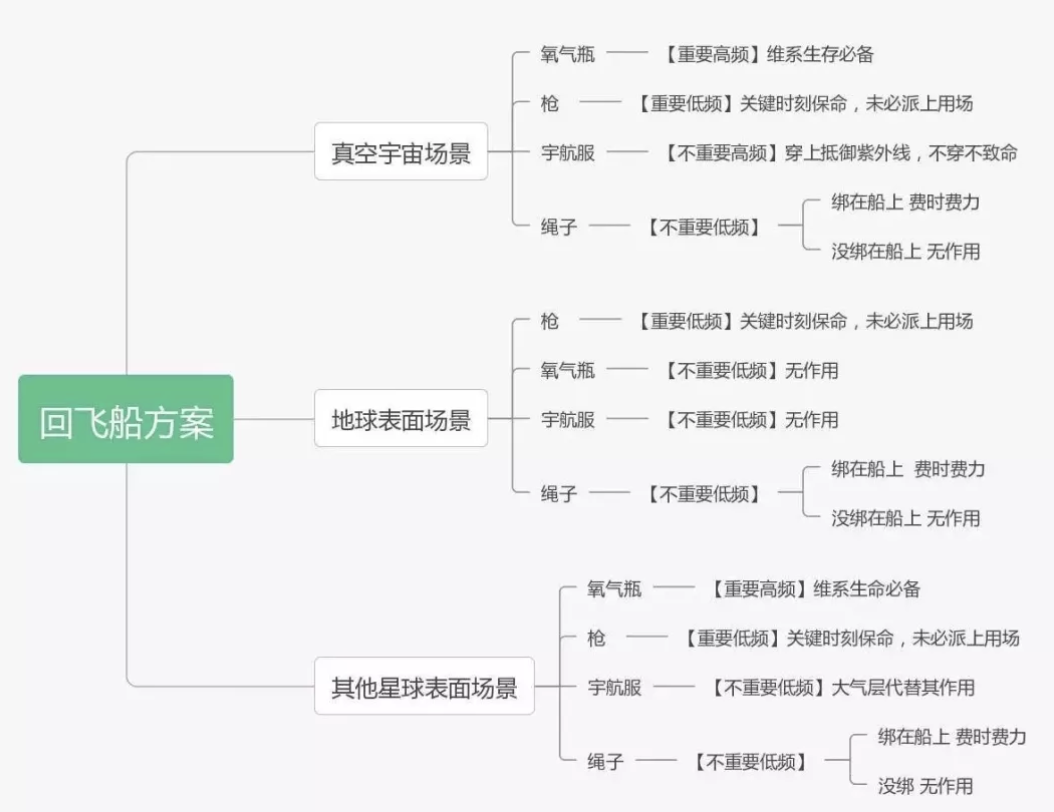 回飞船方案
真空宇宙场景
氧气瓶 【重要高频】维系生存必备
枪 【重要低频】关键时刻保命，未必派上用场
宇航服 【不重要高频】穿上抵御紫外线，不穿不致命
绳子 【不重要低频】
绑在船上 费时费力
没绑在船上 无作用
地球表面场景
枪 【重要低频】关键时刻保命，未必派上用场
氧气瓶 【不重要低频】无作用
宇航服 【不重要低频】无作用
绳子 【不重要低频】
绑在船上 费时费力
没绑在船上 无作用
其他星球表面场景
氧气瓶 【重要高频】维系生命必备
枪 【重要低频】关键时刻保命，未必派上用场
宇航服 【不重要低频】大气层代替其作用
绳子 【不重要低频】
绑在船上 费时费力
没绑 无作用